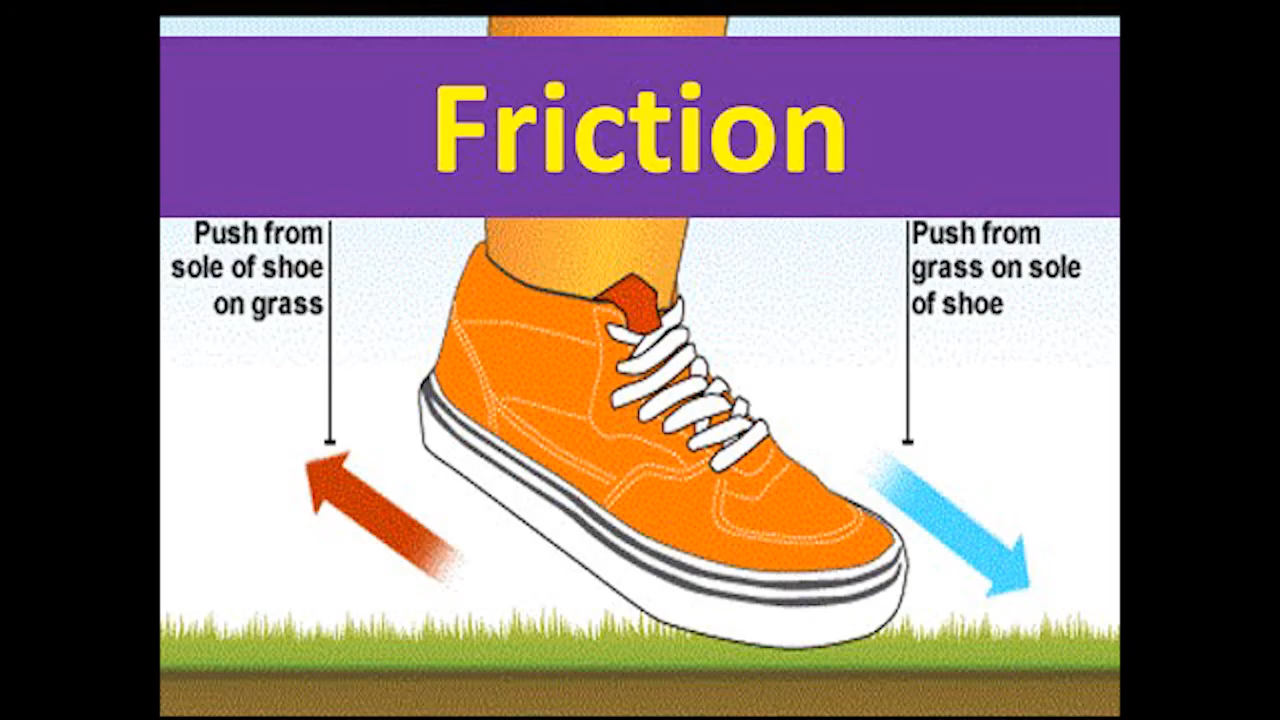 Friction
Push from
sole of shoe
on grass
Push from
grass on sole
of shoe